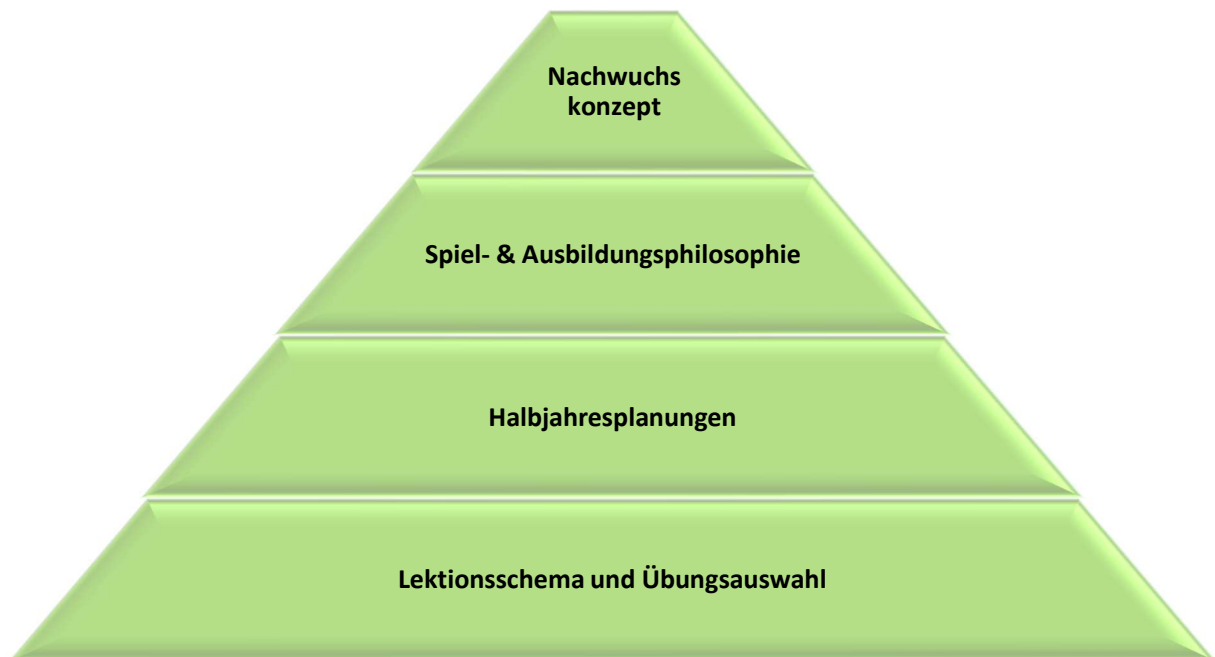 Nachwuchs
konzept
Spiel- & Ausbildungsphilosophie
Halbjahresplanungen
Lektionsschema und Übungsauswahl